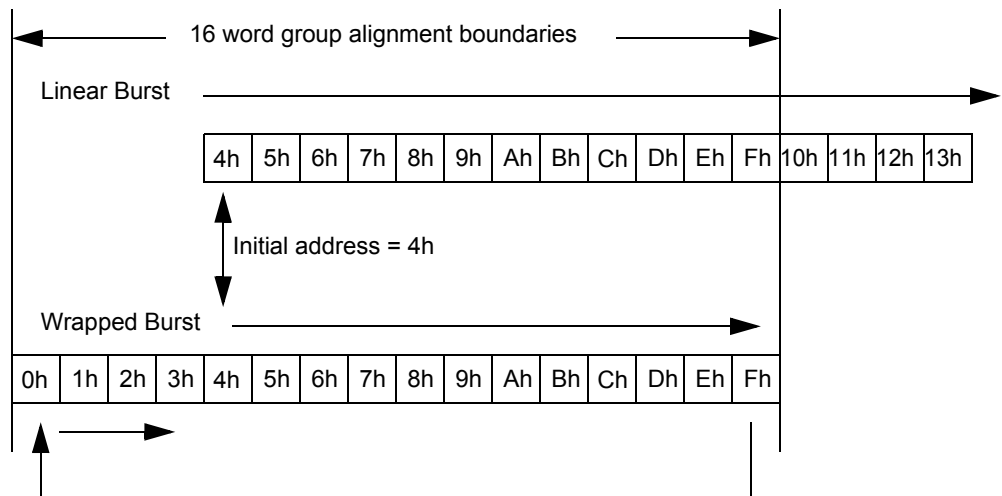 16 word group alignment boundaries
Linear Burst
4h 5h 6h 7h 8h 9h Ah Bh Ch Dh Eh Fh 10h 11h 12h 13h
Initial address = 4h
Wrapped Burst
0h 1h 2h 3h 4h 5h 6h 7h 8h 9h Ah Bh Ch Dh Eh Fh